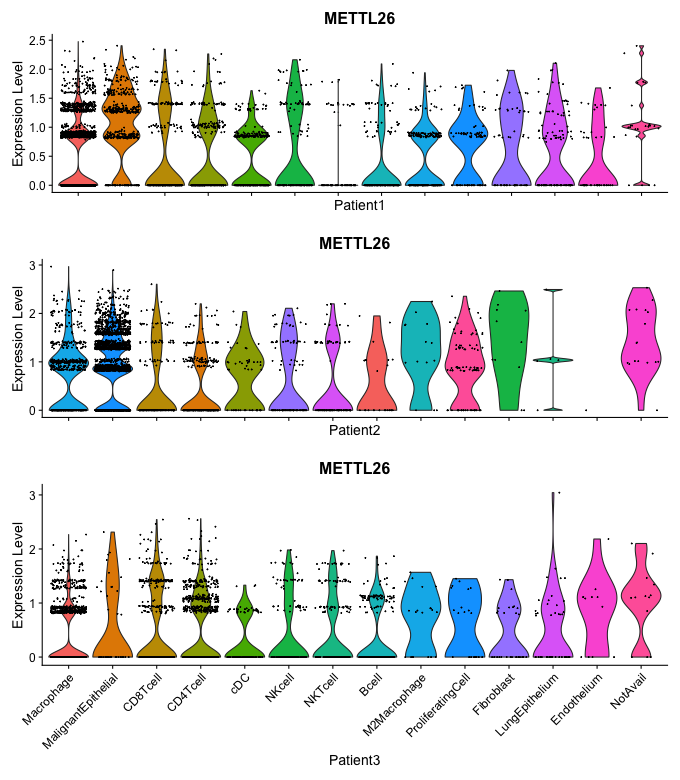 METTL26
Expression Level
2.5
2.0
1.5
1.0
0.5
0.0
Patient1
METTL26
Expression Level
3
2
1
0
Patient2
METTL26
Expression Level
3
2
1
0
Macrophage
MalignantEpithelial
CD8Tcell
CD4Tcell
cDC
NKcell
NKTcell
Bcell
M2Macrophage
ProliferatingCell
Fibroblast
LungEpithelium
Endothelium
NotAvail
Patient3